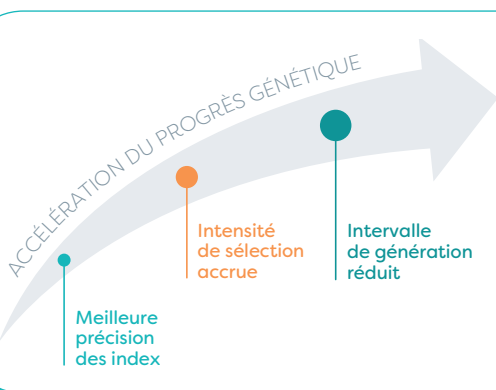 ACCÉLÉRATION DU PROGRÈS GÉNÉTIQUE
Meilleure
précision
des index
Intensité
de sélection
accrue
Intervalle
de génération
réduit